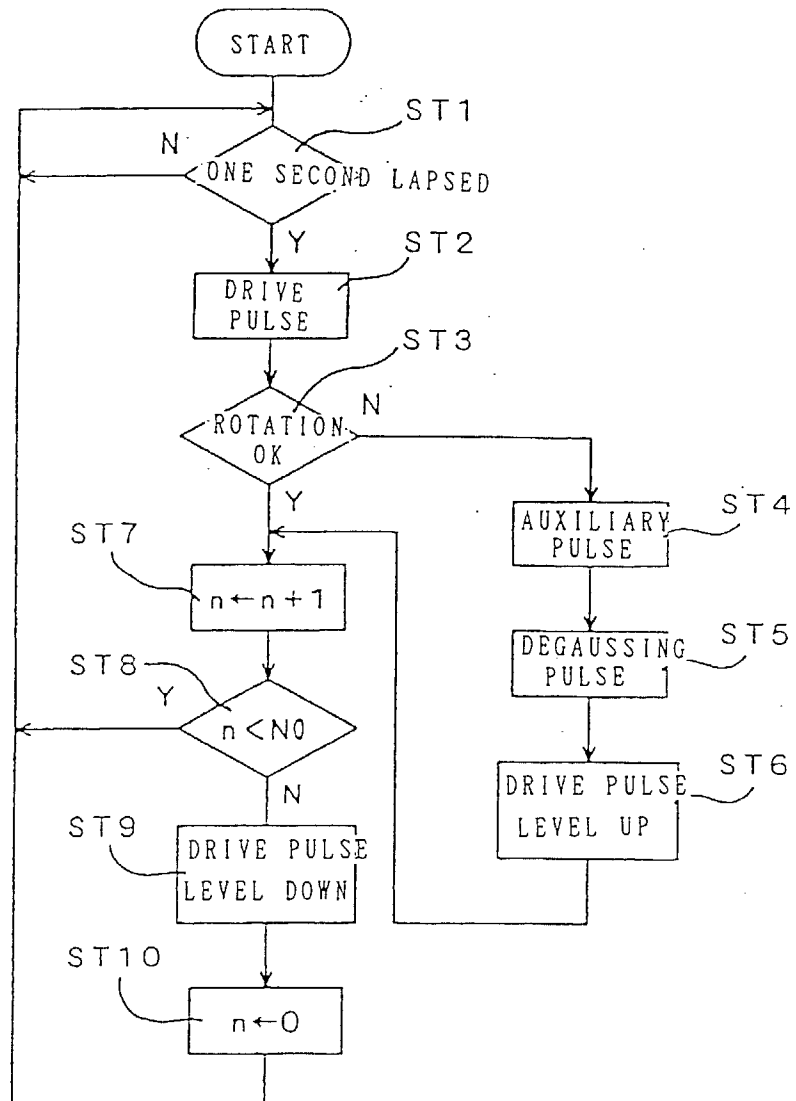 START
ST1
N
ONE SECOND LAPSED
Y
ST2
DRIVE
PULSE
ST3
N
ROTATION
OK
Y
ST4
AUXILIARY
PULSE
ST7
n←n+1
ST5
DEGAUSSING
PULSE
ST8
Y
n<N0
N
ST6
DRIVE PULSE
LEVEL UP
ST9
DRIVE PULSE
LEVEL DOWN
ST10
n←0